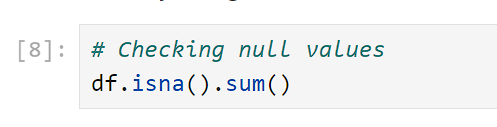 [8]: # Checking null values
df.isna().sum()